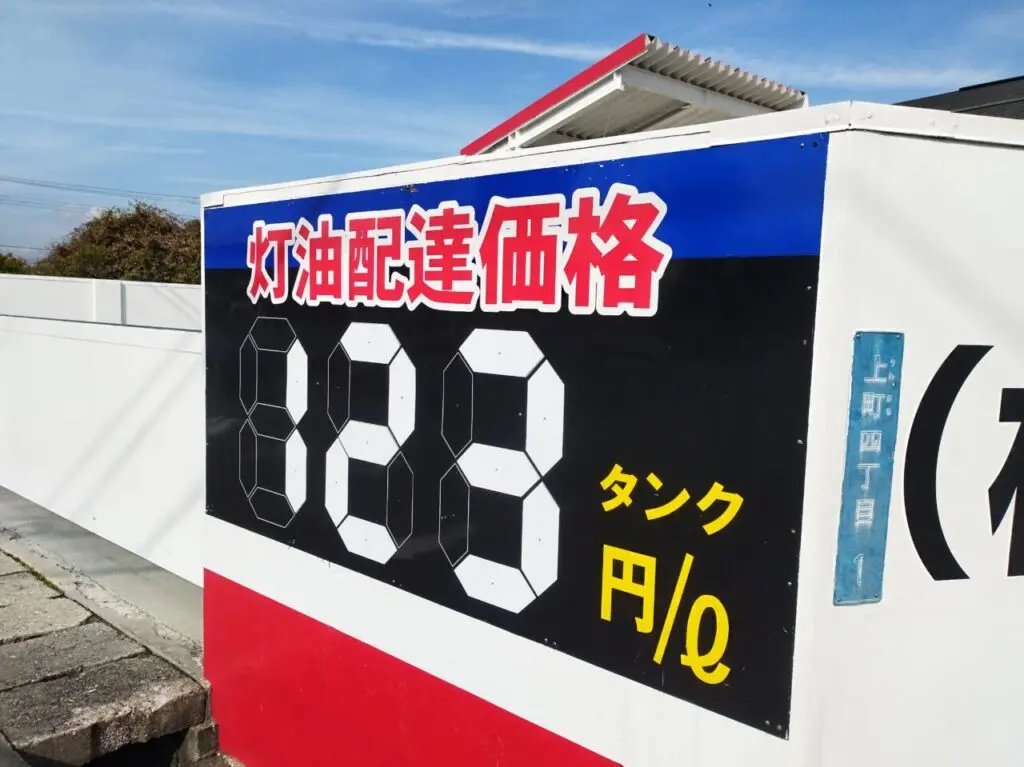 灯油配達価格
123
タンク
円/ℓ
上町四丁目 1
(